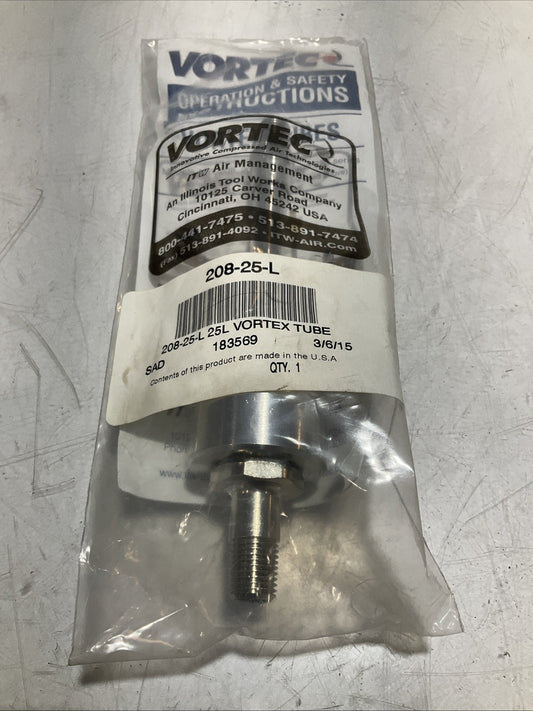 VORTEC
OPERATION & SAFETY
INSTRUCTIONS
VORTEC
Innovative Compressed Air Technologies
ITW Air Management
An Illinois Tool Works Company
10125 Carver Road
Cincinnati, OH 45242 USA
800-441-7475 • 513-891-7474
(Fax) 513-891-4092 • ITW-AIR.com
208-25-L
208-25-L 25L VORTEX TUBE
SAD 183569 3/6/15
Contents of this product are made in the U.S.A
QTY. 1